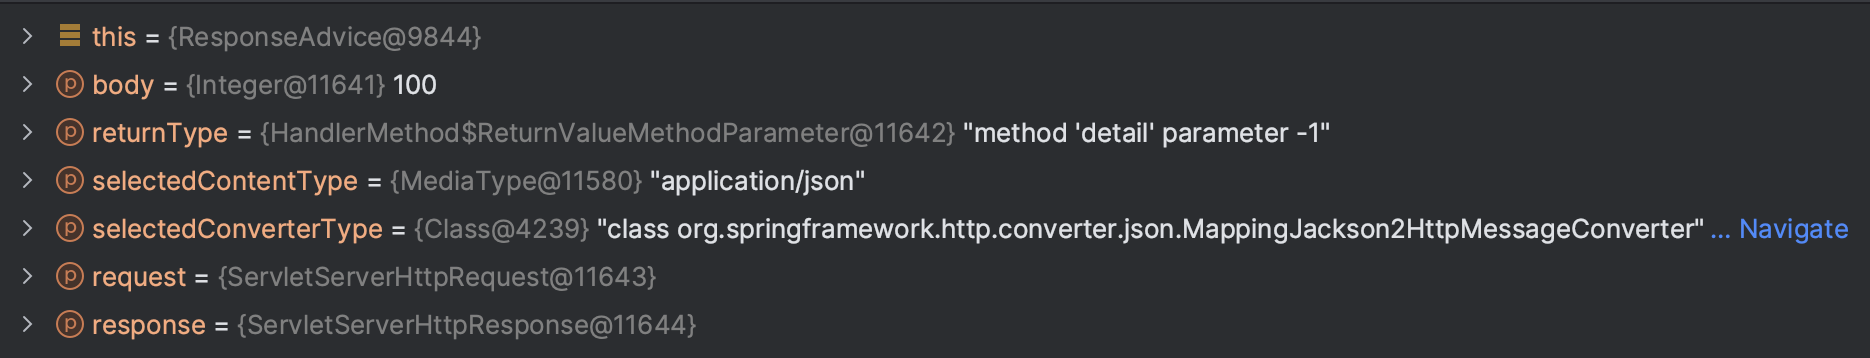 this = {ResponseAdvice@9844}
p body = {Integer@11641} 100
p returnType = {HandlerMethod$ReturnValueMethodParameter@11642} "method 'detail' parameter -1"
p selectedContentType = {MediaType@11580} "application/json"
p selectedConverterType = {Class@4239} "class org.springframework.http.converter.json.MappingJackson2HttpMessageConverter" ... Navigate
p request = {ServletServerHttpRequest@11643}
p response = {ServletServerHttpResponse@11644}